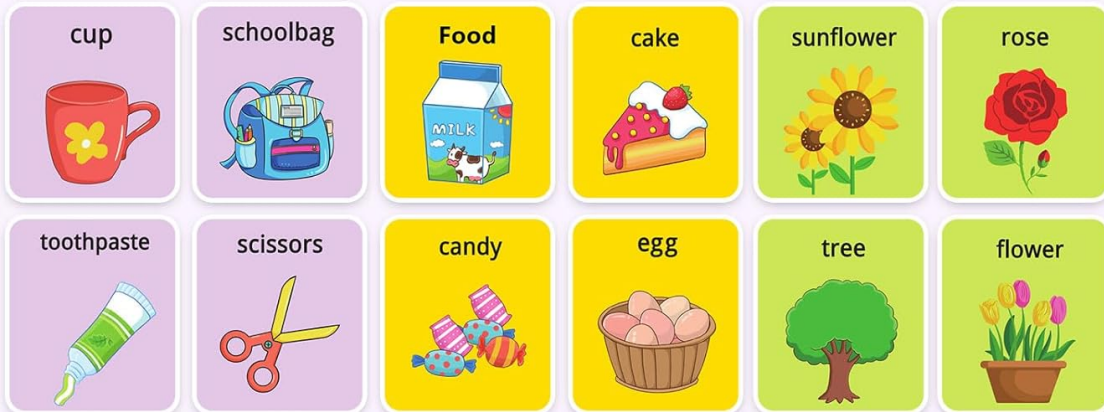 cup
schoolbag
Food
cake
sunflower
rose
MILK
toothpaste
scissors
candy
egg
tree
flower